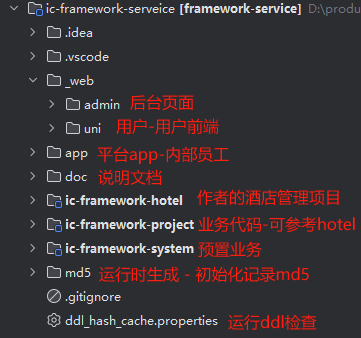 ic-framework-serveice [framework-service] D:\produ
.idea
.vscode
_web
admin 后台页面
uni 用户-用户前端
app 平台app-内部员工
doc 说明文档
ic-framework-hotel 作者的酒店管理项目
ic-framework-project 业务代码-可参考hotel
ic-framework-system 预置业务
md5 运行时生成 - 初始化记录md5
.gitignore
ddl_hash_cache.properties 运行ddl检查